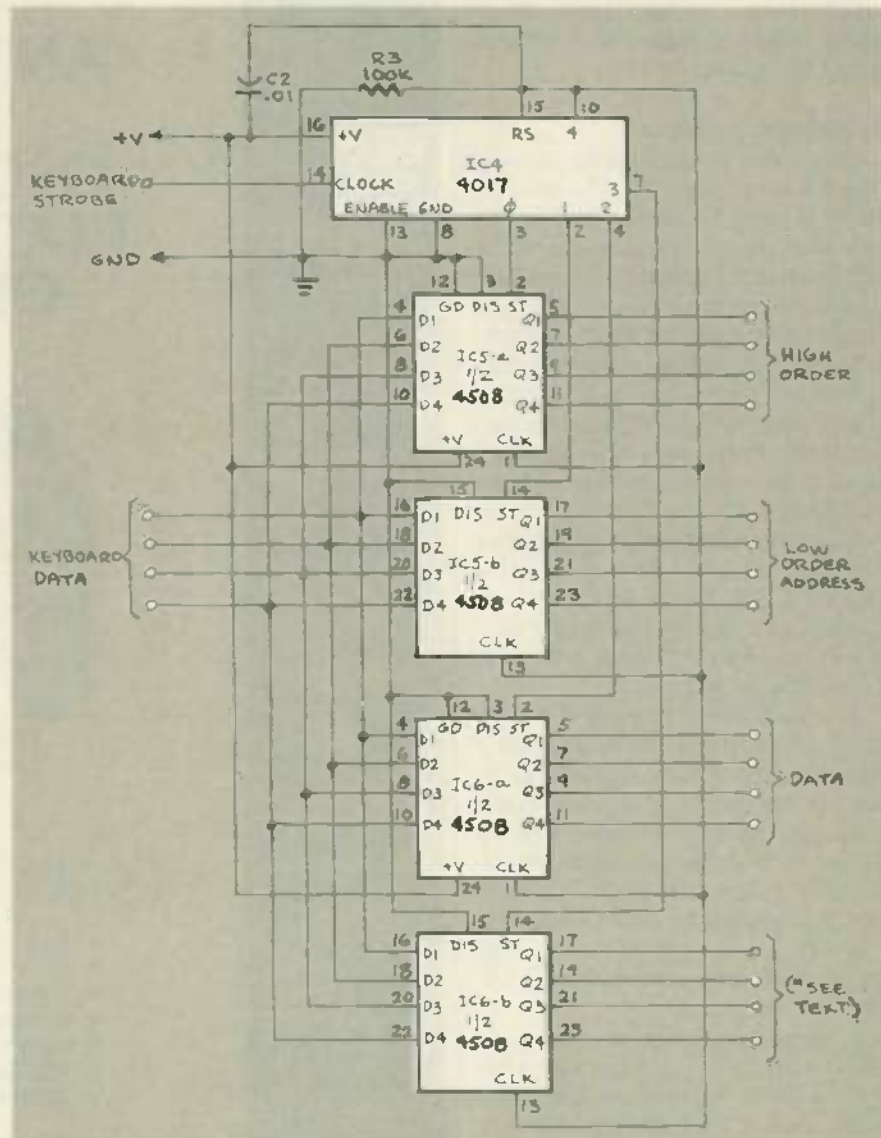 C2
.01
R3
100K
15
10
16
+V
RS
4
+V
IC4
4017
3
7
KEYBOARD
STROBE
14
CLOCK
ENABLE GND
φ
1
2
13
8
3
2
4
GND
12
3
2
4
GD DIS ST
Q1
5
D1
6
D2
Q2
7
8
D3
IC5-a
1/2
4508
Q3
9
10
D4
Q4
11
HIGH
ORDER
+V
CLK
24
1
15
14
16
D1
DIS
ST
Q1
17
18
D2
Q2
19
20
D3
IC5-b
1/2
4508
Q3
21
22
D4
Q4
23
CLK
13
KEYBOARD
DATA
LOW
ORDER
ADDRESS
12
3
2
4
GD DIS ST
D1
Q1
5
6
D2
Q2
7
8
D3
IC6-a
1/2
4508
Q3
9
10
D4
Q4
11
DATA
+V
CLK
24
1
15
14
16
D1
DIS
ST
Q1
17
18
D2
Q2
19
20
D3
IC6-b
1/2
4508
Q3
21
22
D4
Q4
23
CLK
13
(*SEE
TEXT)